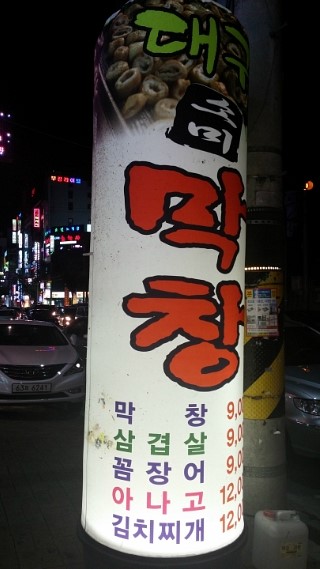 대구
소미
막창
막 창 9,0
삼 겹 살 9,0
꼼 장 어 9,0
아 나 고 12,0
김치찌개 12,0